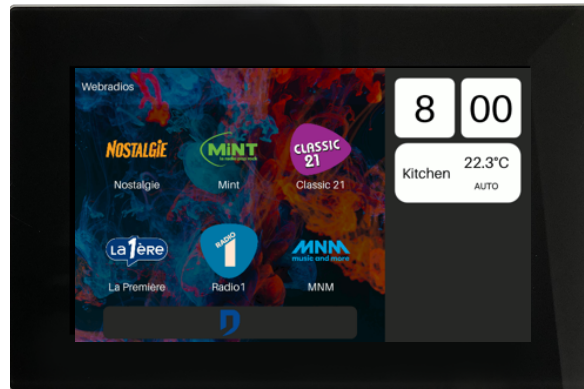 Webradios
8 00
NOSTALGIE
MiNT
CLASSIC
21
Nostalgie
Mint
Classic 21
Kitchen
22.3°C
AUTO
La 1ère
RADIO
1
MNM
music and more
La Première
Radio1
MNM